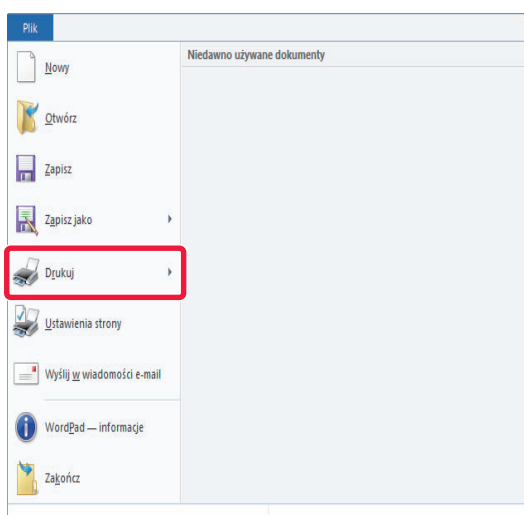 Plik
Niedawno używane dokumenty
Nowy
Otwórz
Zapisz
Zapisz jako
Drukuj
Ustawienia strony
Wyślij w wiadomości e-mail
WordPad — informacje
Zakończ